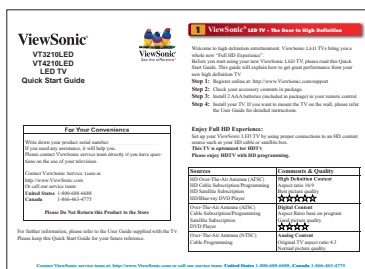 ViewSonic®
VT3210LED
VT4210LED
LED TV
Quick Start Guide
ViewSonic®
See the difference™
For Your Convenience
Write down your product serial number.
If you need any assistance, it will help you.
Please contact ViewSonic service team directly if you have ques-
tions on the use of your television.
Contact ViewSonic Service Team at:
http://www.ViewSonic.com
Or call our service team:
United States 1-800-688-6688
Canada 1-866-463-4775
Please Do Not Return This Product to the Store
For further information, please refer to the User Guide supplied with the TV.
Please keep this Quick Start Guide for your future reference.
1 ViewSonic® LED TV - The Door to High Definition
Welcome to high definition entertainment. ViewSonic LED TVs bring you a
whole new "Full HD Experience".
Before you start using your new ViewSonic LED TV, please read this Quick
Start Guide. This guide will explain how to get great performance from your
new high definition TV
Step 1: Register online at: http://www.ViewSonic.com/support
Step 2: Check your accessory contents in package.
Step 3: Install 2 AAA batteries (included in package) in your remote control
Step 4: Install your TV. If you want to mount the TV on the wall, please refer
the User Guide for detailed instructions.
Enjoy Full HD Experience:
Set up your ViewSonic LED TV by using proper connections to an HD content
source such as your HD cable or satellite box.
This TV is optimized for HDTV
Please enjoy HDTV with HD programming.
Sources Comments & Quality
HD Over-The-Air Antenna (ATSC) High Definition Content
HD Cable Subscription/Programming Aspect ratio 16:9
HD Satellite Subscription Best picture quality
HD/Blue-ray DVD Player
Over-The-Air Antenna (ATSC) Digital Content
Cable Subscription/Programming Aspect Ratio base on program
Satellite Subscription Good picture quality
DVD Player
Over-The-Air Antenna (NTSC) Analog Content
Cable Programming Original TV aspect ratio 4:3
Normal picture quality
Contact ViewSonic service team at: http://www.ViewSonic.com or call our service team: United States 1-800-688-6688, Canada 1-866-463-4775